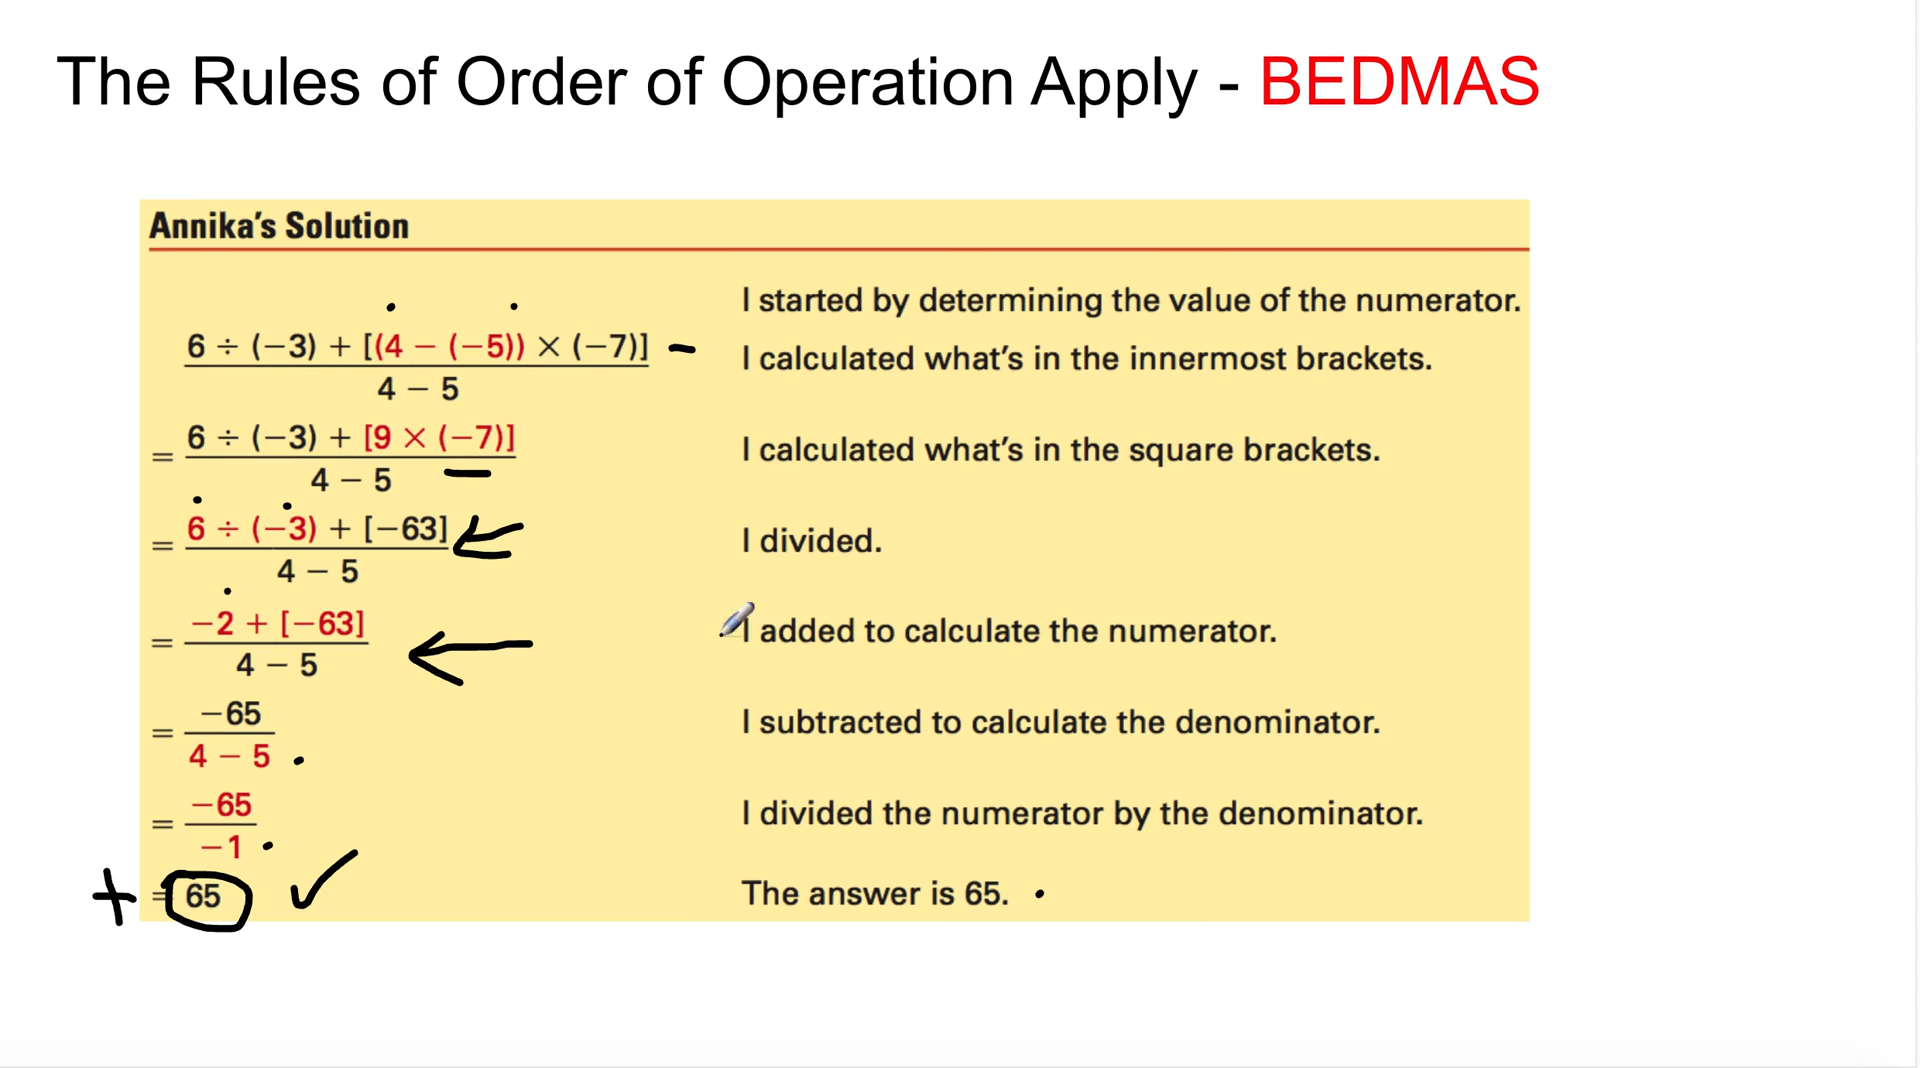 The Rules of Order of Operation Apply - BEDMAS
Annika's Solution
I started by determining the value of the numerator.
6 ÷ (−3) + [(4 − (−5)) × (−7)]
4 − 5
I calculated what's in the innermost brackets.
= 6 ÷ (−3) + [9 × (−7)]
4 − 5
I calculated what's in the square brackets.
= 6 ÷ (−3) + [−63]
4 − 5
I divided.
= −2 + [−63]
4 − 5
I added to calculate the numerator.
= −65
4 − 5
I subtracted to calculate the denominator.
= −65
−1
I divided the numerator by the denominator.
+ = 65 ✓
The answer is 65.